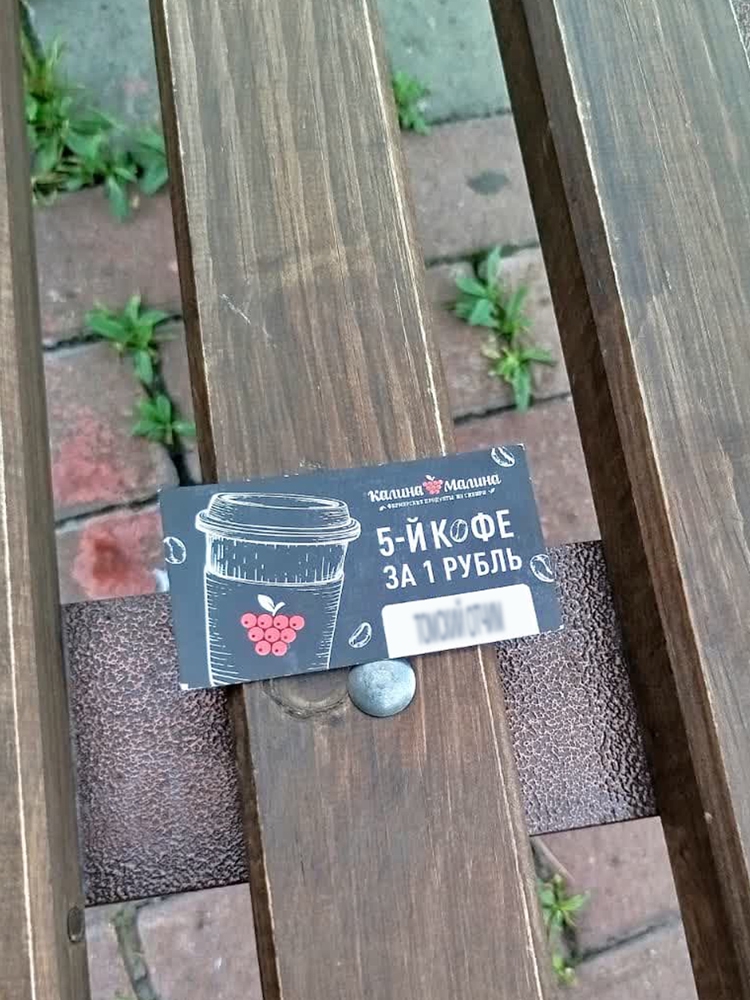 калина малина
ФЕРМЕРСКИЕ ПРОДУКТЫ ИЗ СИБИРИ
5-Й КОФЕ
ЗА 1 РУБЛЬ